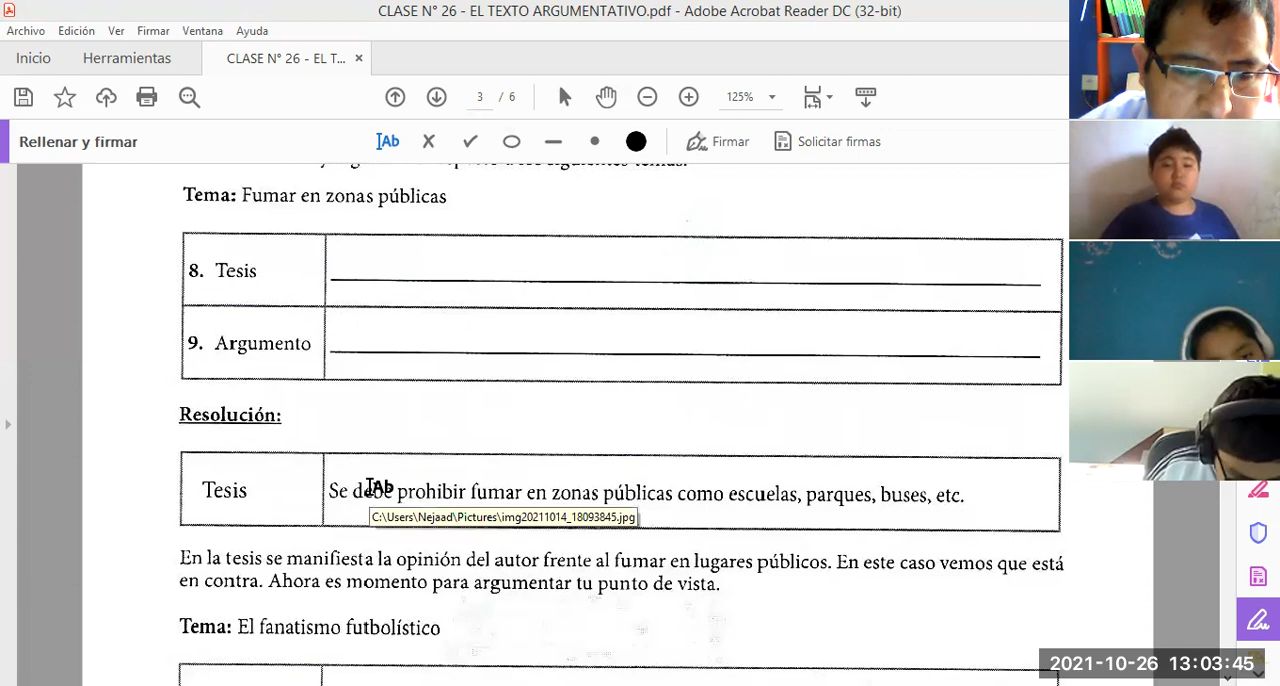 CLASE N° 26 - EL TEXTO ARGUMENTATIVO.pdf - Adobe Acrobat Reader DC (32-bit)
Archivo Edición Ver Firmar Ventana Ayuda
Inicio Herramientas CLASE N° 26 - EL T... ×
3 / 6 125%
Rellenar y firmar Ab Firmar Solicitar firmas
Tema: Fumar en zonas públicas
8. Tesis
9. Argumento
Resolución:
Tesis Se debe prohibir fumar en zonas públicas como escuelas, parques, buses, etc.
Ab
C:\Users\Nejaad\Pictures\img20211014_18093845.jpg
En la tesis se manifiesta la opinión del autor frente al fumar en lugares públicos. En este caso vemos que está
en contra. Ahora es momento para argumentar tu punto de vista.
Tema: El fanatismo futbolístico
2021-10-26 13:03:45